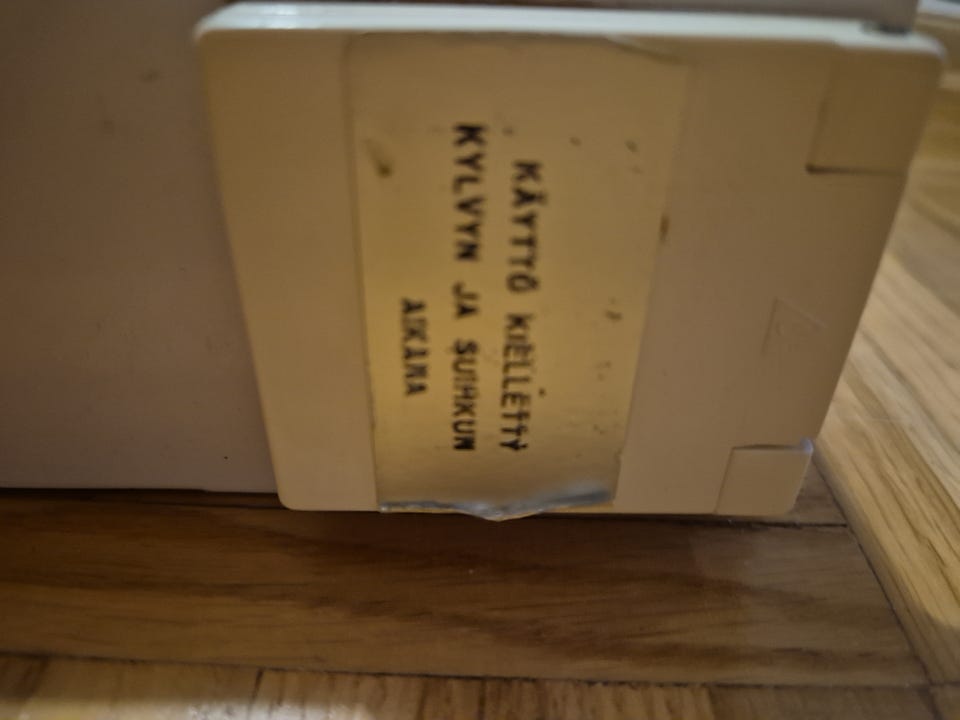 KÄYTTÖ KIELLETTY
KYLVYN JA SUIHKUN
AIKANA